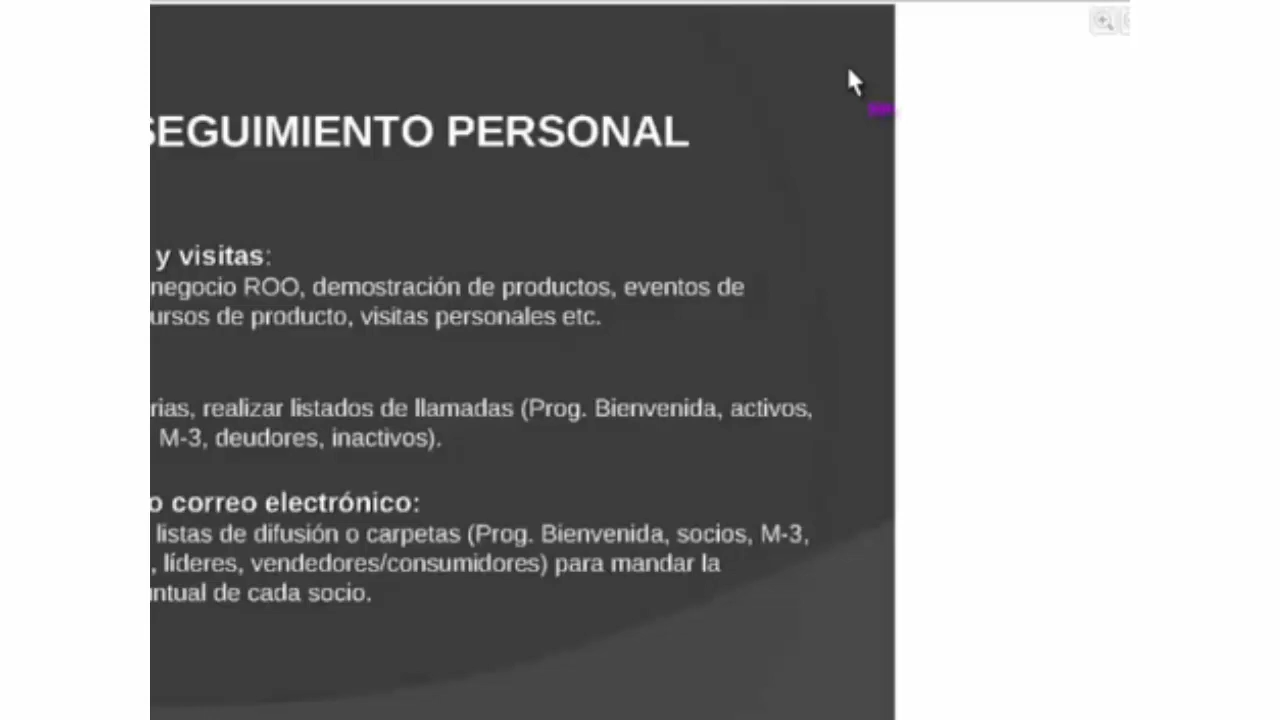 SEGUIMIENTO PERSONAL
y visitas:
negocio ROO, demostración de productos, eventos de
ursos de producto, visitas personales etc.
rias, realizar listados de llamadas (Prog. Bienvenida, activos,
M-3, deudores, inactivos).
o correo electrónico:
listas de difusión o carpetas (Prog. Bienvenida, socios, M-3,
, líderes, vendedores/consumidores) para mandar la
ntual de cada socio.